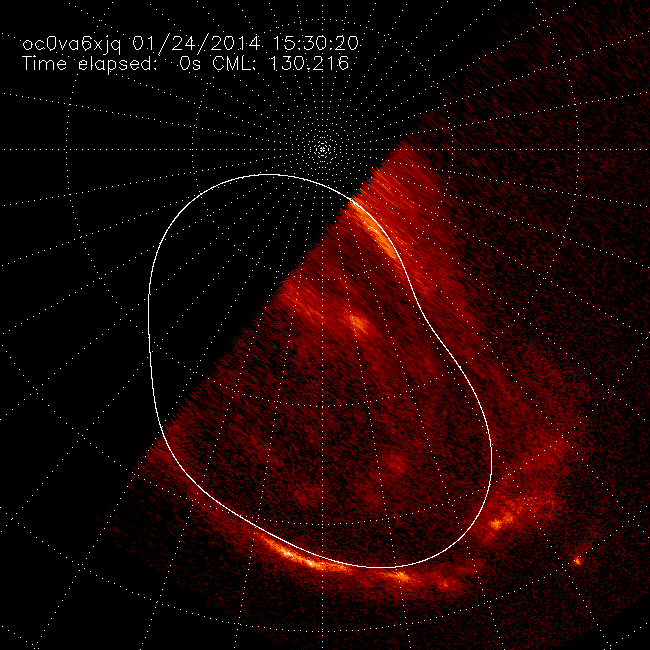 oc0va6xjq 01/24/2014 15:30:20
Time elapsed: 0s CML: 130.216